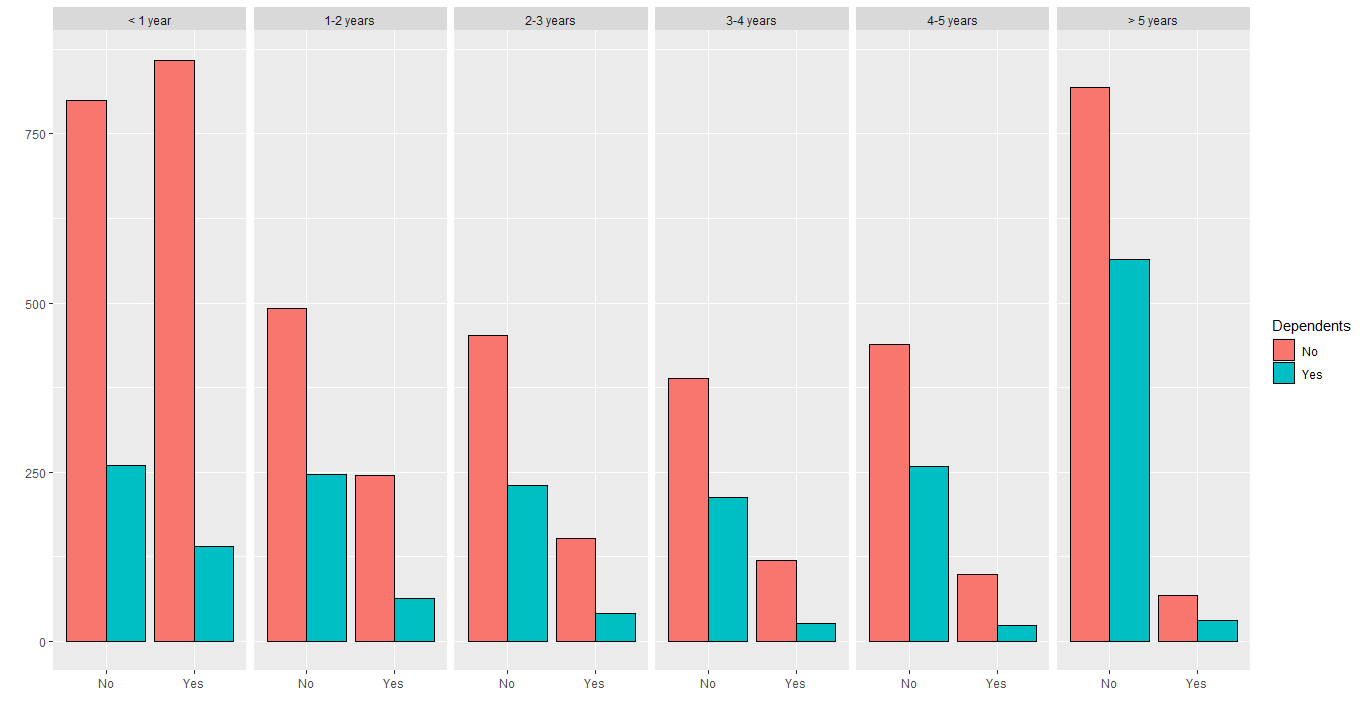 < 1 year
1-2 years
2-3 years
3-4 years
4-5 years
> 5 years
750
500
250
0
No Yes
No Yes
No Yes
No Yes
No Yes
No Yes
Dependents
No
Yes